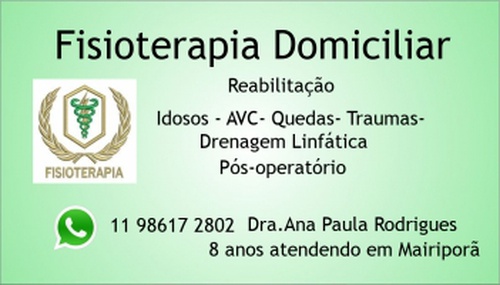 Fisioterapia Domiciliar
Reabilitação
Idosos - AVC- Quedas- Traumas-
Drenagem Linfática
Pós-operatório
FISIOTERAPIA
11 98617 2802 Dra.Ana Paula Rodrigues
8 anos atendendo em Mairiporã